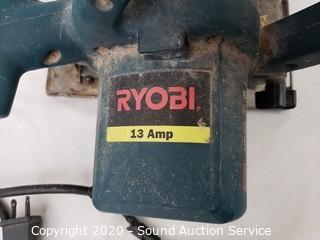 RYOBI
13 Amp
Copyright 2020 - Sound Auction Service